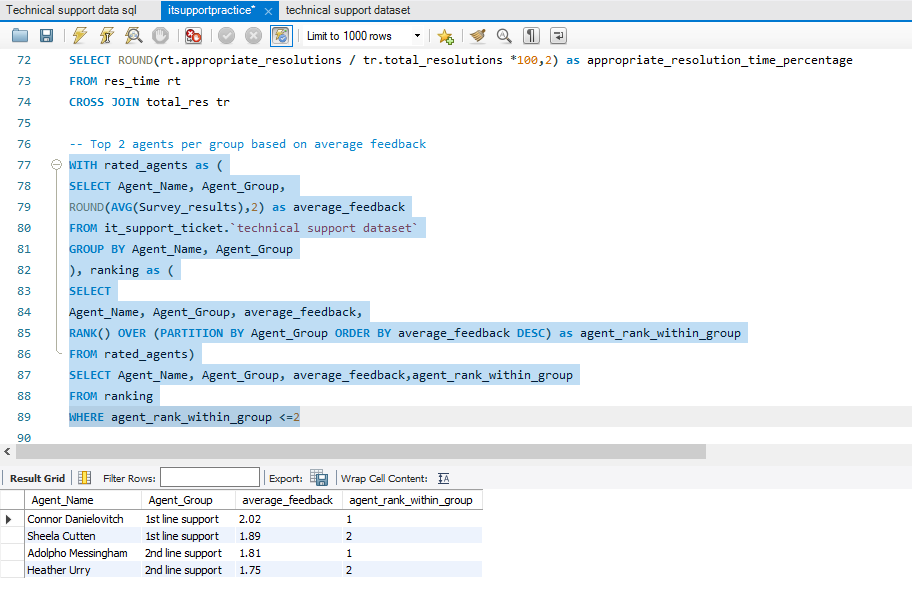 Technical support data sql itsupportpractice* × technical support dataset
Limit to 1000 rows
72 SELECT ROUND(rt.appropriate_resolutions / tr.total_resolutions *100,2) as appropriate_resolution_time_percentage
73 FROM res_time rt
74 CROSS JOIN total_res tr
75
76 -- Top 2 agents per group based on average feedback
77 WITH rated_agents as (
78 SELECT Agent_Name, Agent_Group,
79 ROUND(AVG(Survey_results),2) as average_feedback
80 FROM it_support_ticket.`technical support dataset`
81 GROUP BY Agent_Name, Agent_Group
82 ), ranking as (
83 SELECT
84 Agent_Name, Agent_Group, average_feedback,
85 RANK() OVER (PARTITION BY Agent_Group ORDER BY average_feedback DESC) as agent_rank_within_group
86 FROM rated_agents)
87 SELECT Agent_Name, Agent_Group, average_feedback,agent_rank_within_group
88 FROM ranking
89 WHERE agent_rank_within_group <=2
90
Result Grid Filter Rows: Export: Wrap Cell Content:
Agent_Name Agent_Group average_feedback agent_rank_within_group
Connor Danielovitch 1st line support 2.02 1
Sheela Cutten 1st line support 1.89 2
Adolpho Messingham 2nd line support 1.81 1
Heather Urry 2nd line support 1.75 2